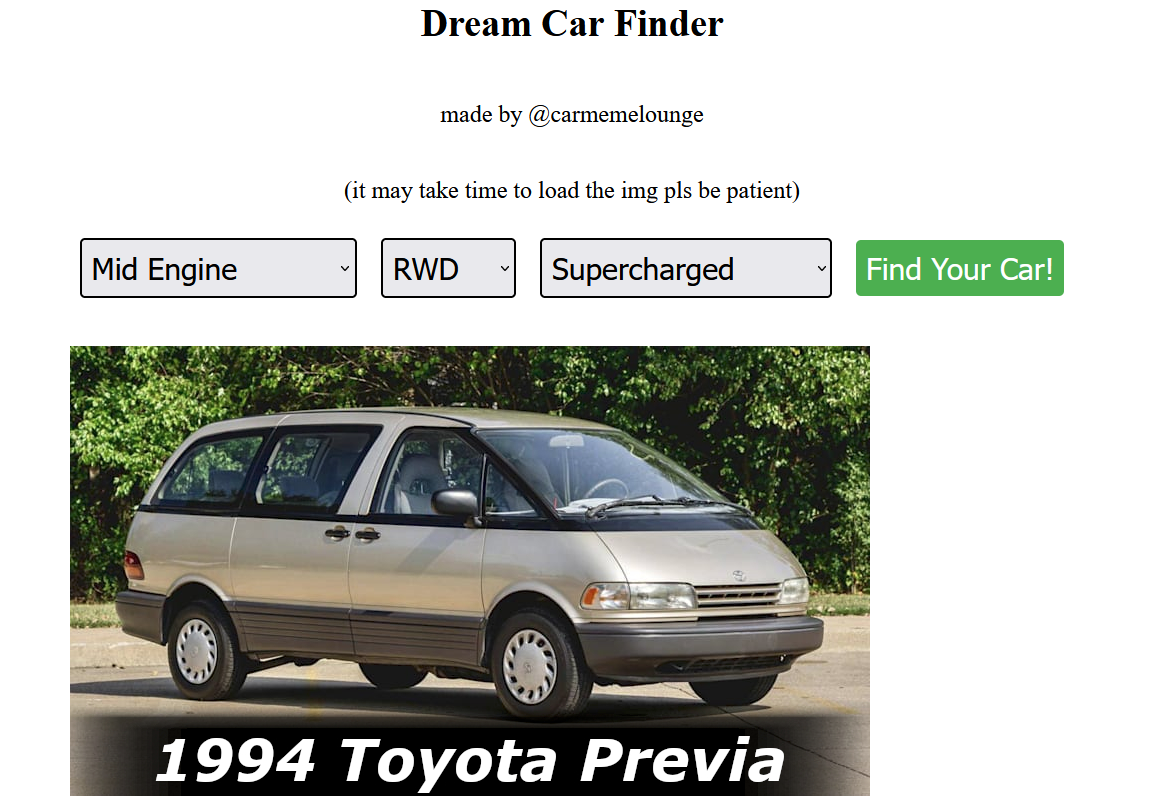 Dream Car Finder
made by @carmemelounge
(it may take time to load the img pls be patient)
Mid Engine RWD Supercharged Find Your Car!
1994 Toyota Previa